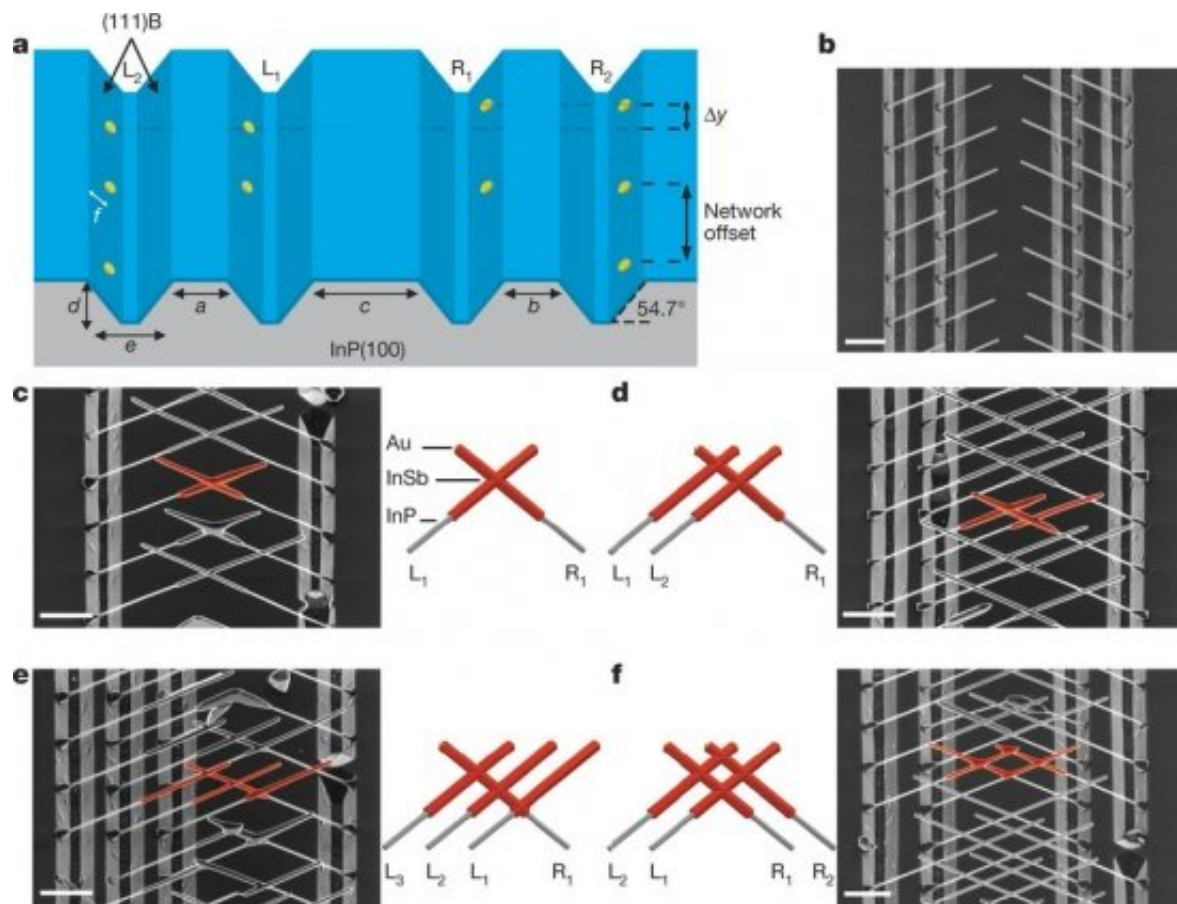 a
(111)B
L2
L1
R1
R2
Δy
f
Network
offset
d
a
c
b
e
54.7°
InP(100)
b
c
Au
InSb
InP
L1
R1
d
L1
L2
R1
e
L3
L2
L1
R1
f
L2
L1
R1
R2